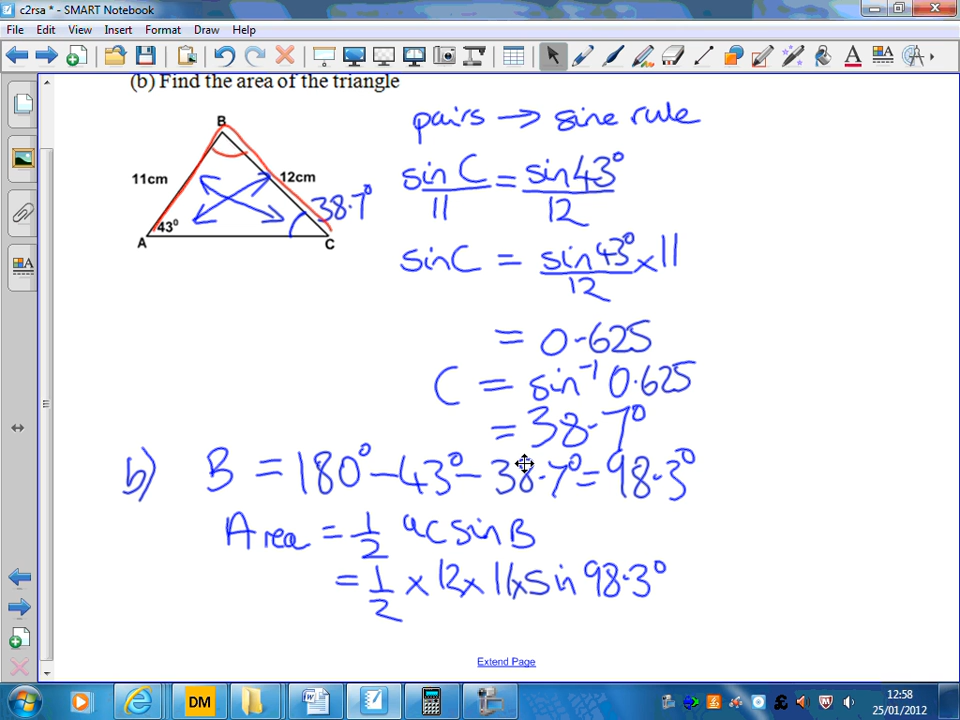 c2rsa * - SMART Notebook
File Edit View Insert Format Draw Help
(b) Find the area of the triangle
pairs → sine rule
B
11cm
12cm
38.7°
43°
A
C
sin C / 11 = sin 43° / 12
sin C = sin 43° / 12 × 11
= 0.625
C = sin⁻¹ 0.625
= 38.7°
b) B = 180° - 43° - 38.7° = 98.3°
Area = 1/2 ac sin B
= 1/2 × 12 × 11 × sin 98.3°
Extend Page
DM
12:58
25/01/2012